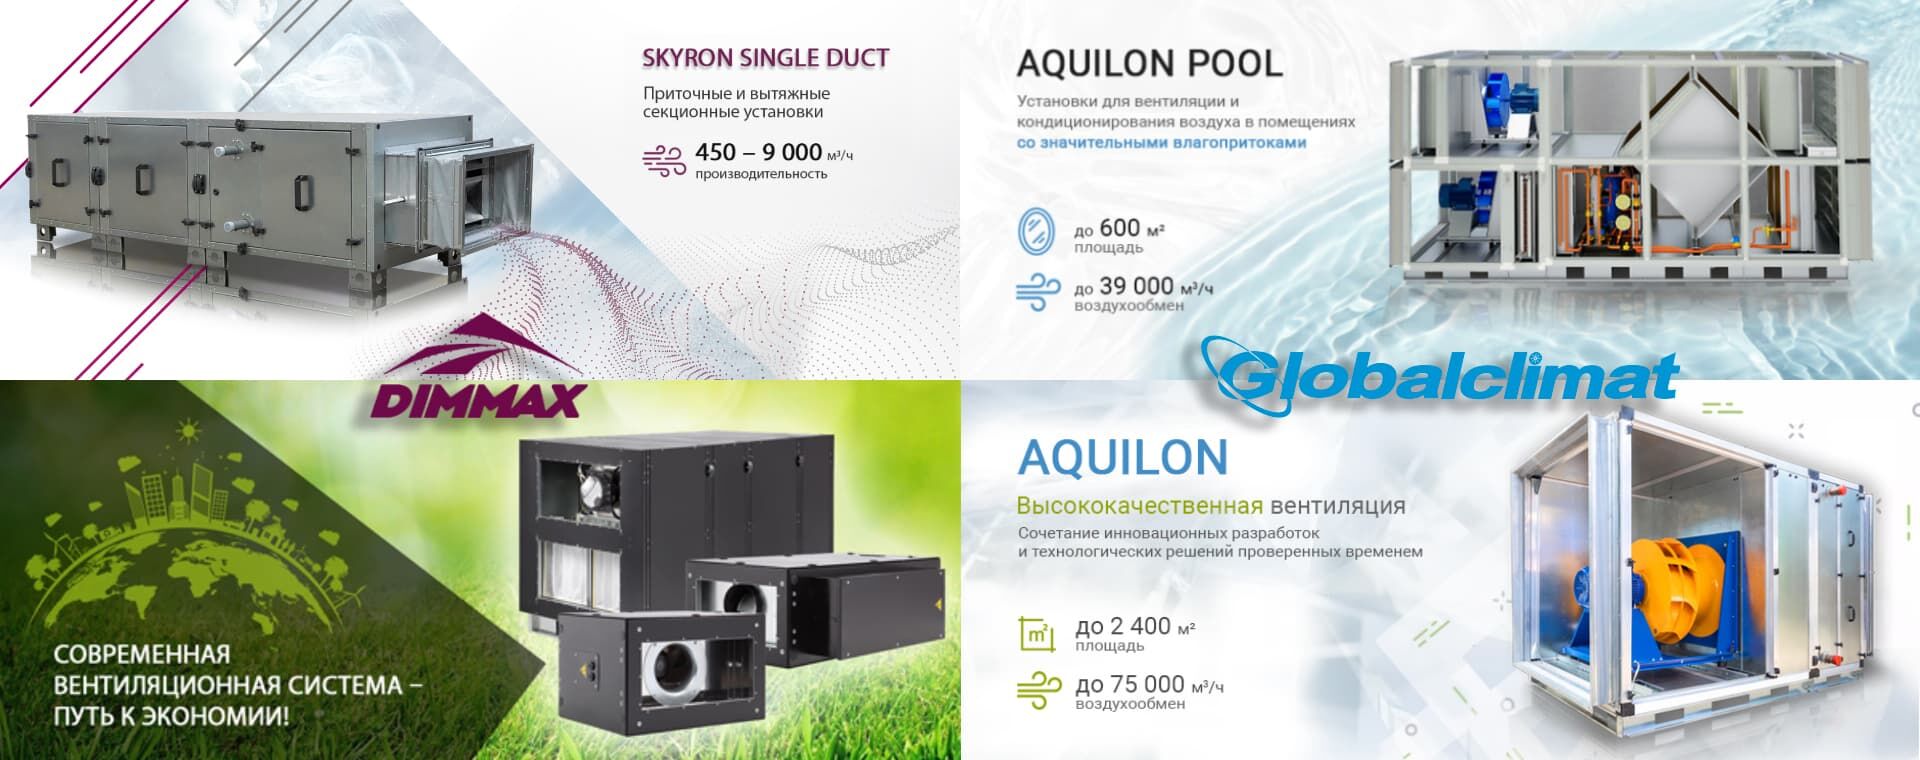 SKYRON SINGLE DUCT
Приточные и вытяжные
секционные установки
450 – 9 000 м³/ч
производительность
AQUILON POOL
Установки для вентиляции и
кондиционирования воздуха в помещениях
со значительными влагопритоками
до 600 м²
площадь
до 39 000 м³/ч
воздухообмен
DIMMAX
Globalclimat
СОВРЕМЕННАЯ
ВЕНТИЛЯЦИОННАЯ СИСТЕМА –
ПУТЬ К ЭКОНОМИИ!
AQUILON
Высококачественная вентиляция
Сочетание инновационных разработок
и технологических решений проверенных временем
m²
до 2 400 м²
площадь
до 75 000 м³/ч
воздухообмен